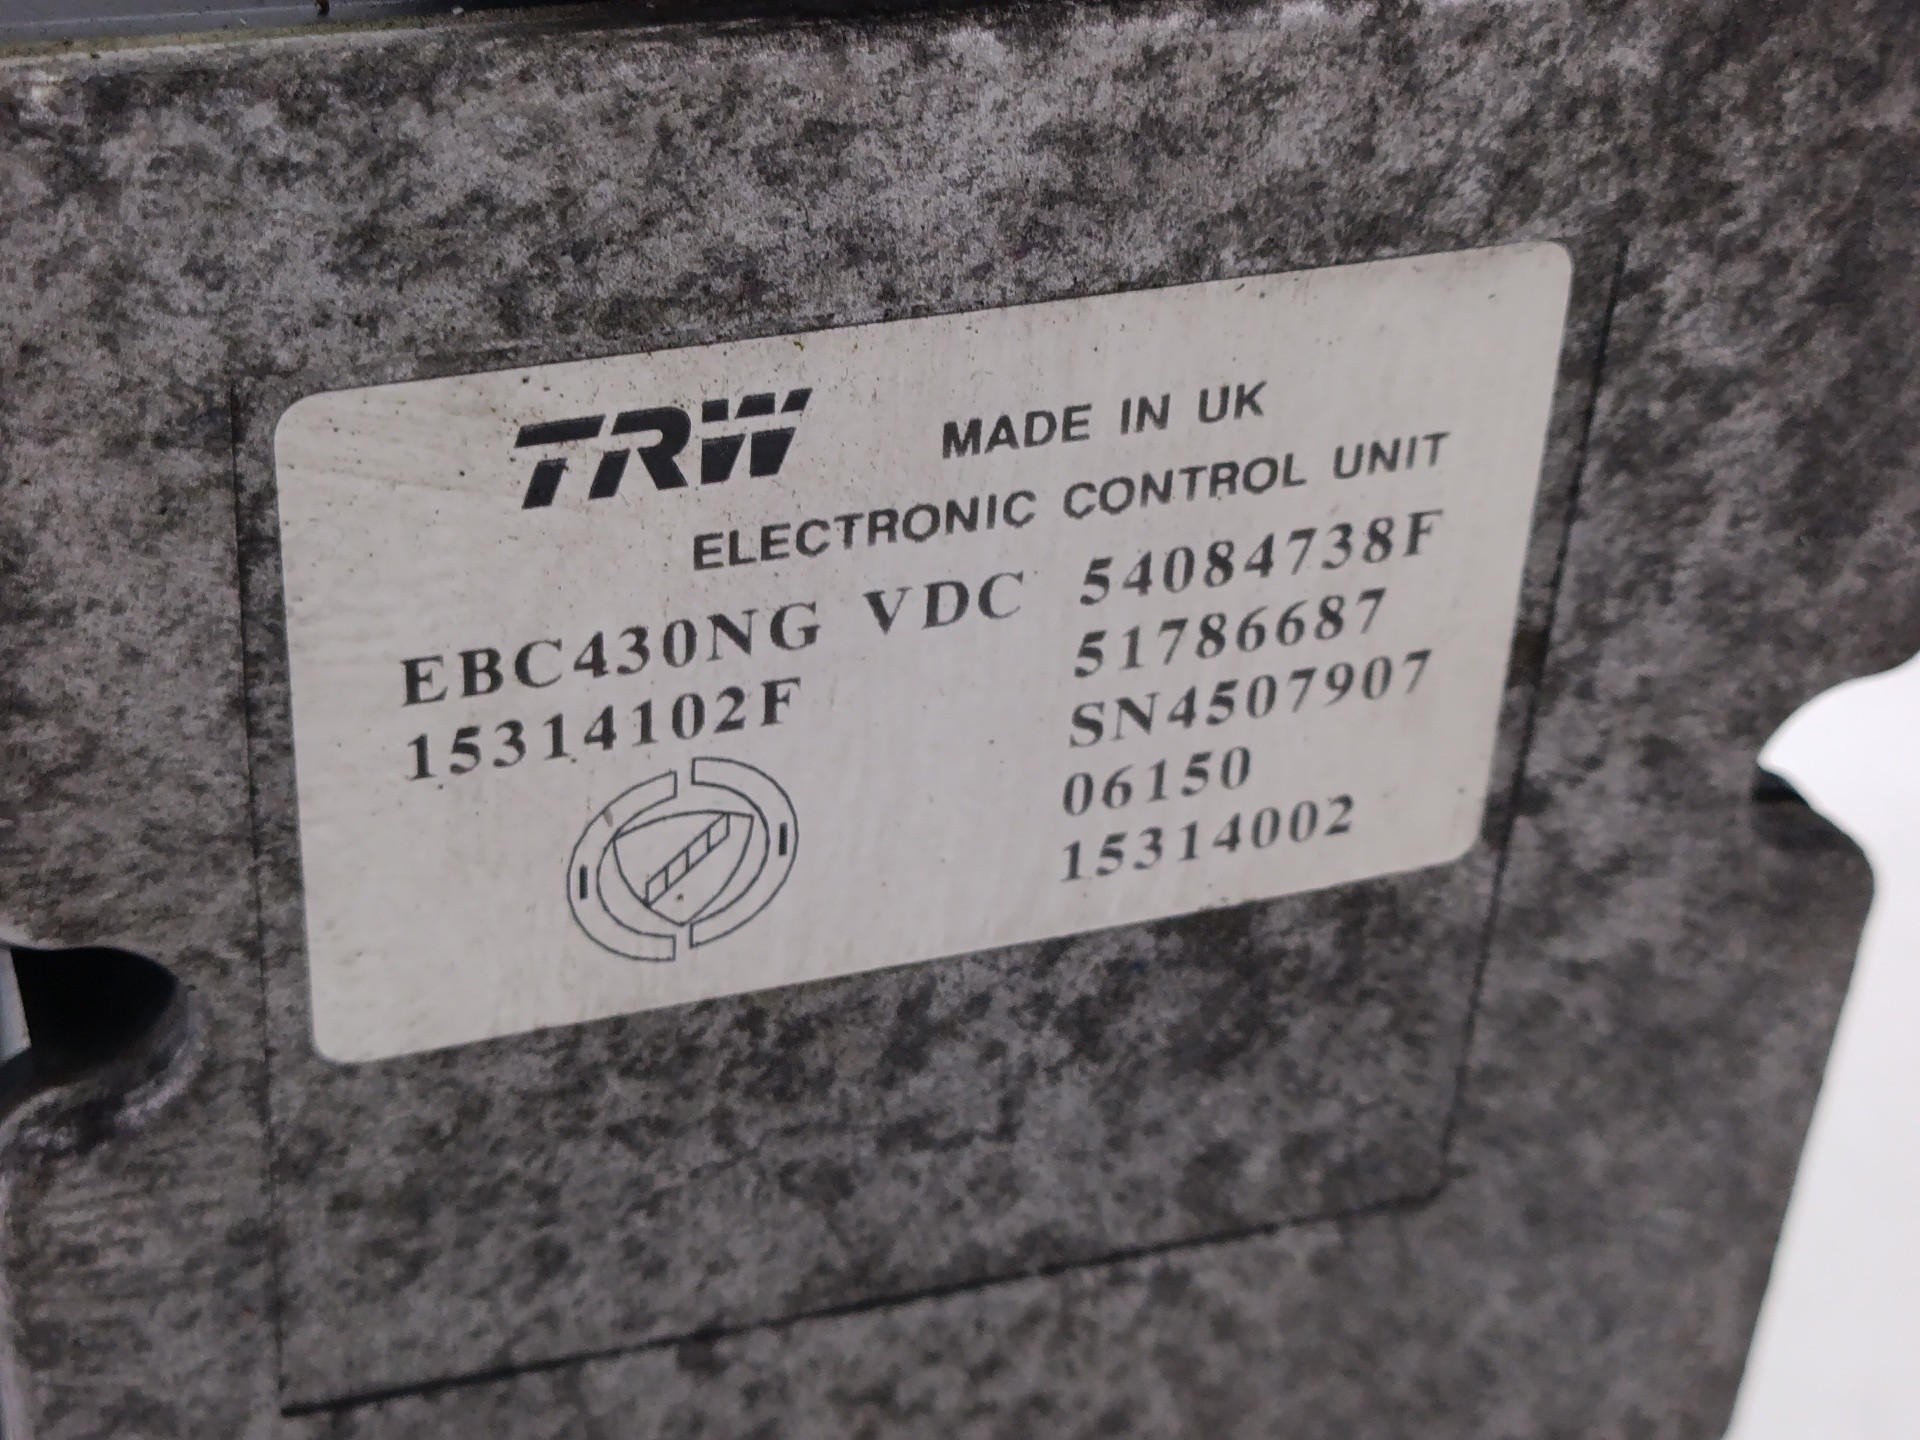 TRW MADE IN UK
ELECTRONIC CONTROL UNIT
EBC430NG VDC 54084738F
15314102F 51786687
SN4507907
06150
15314002